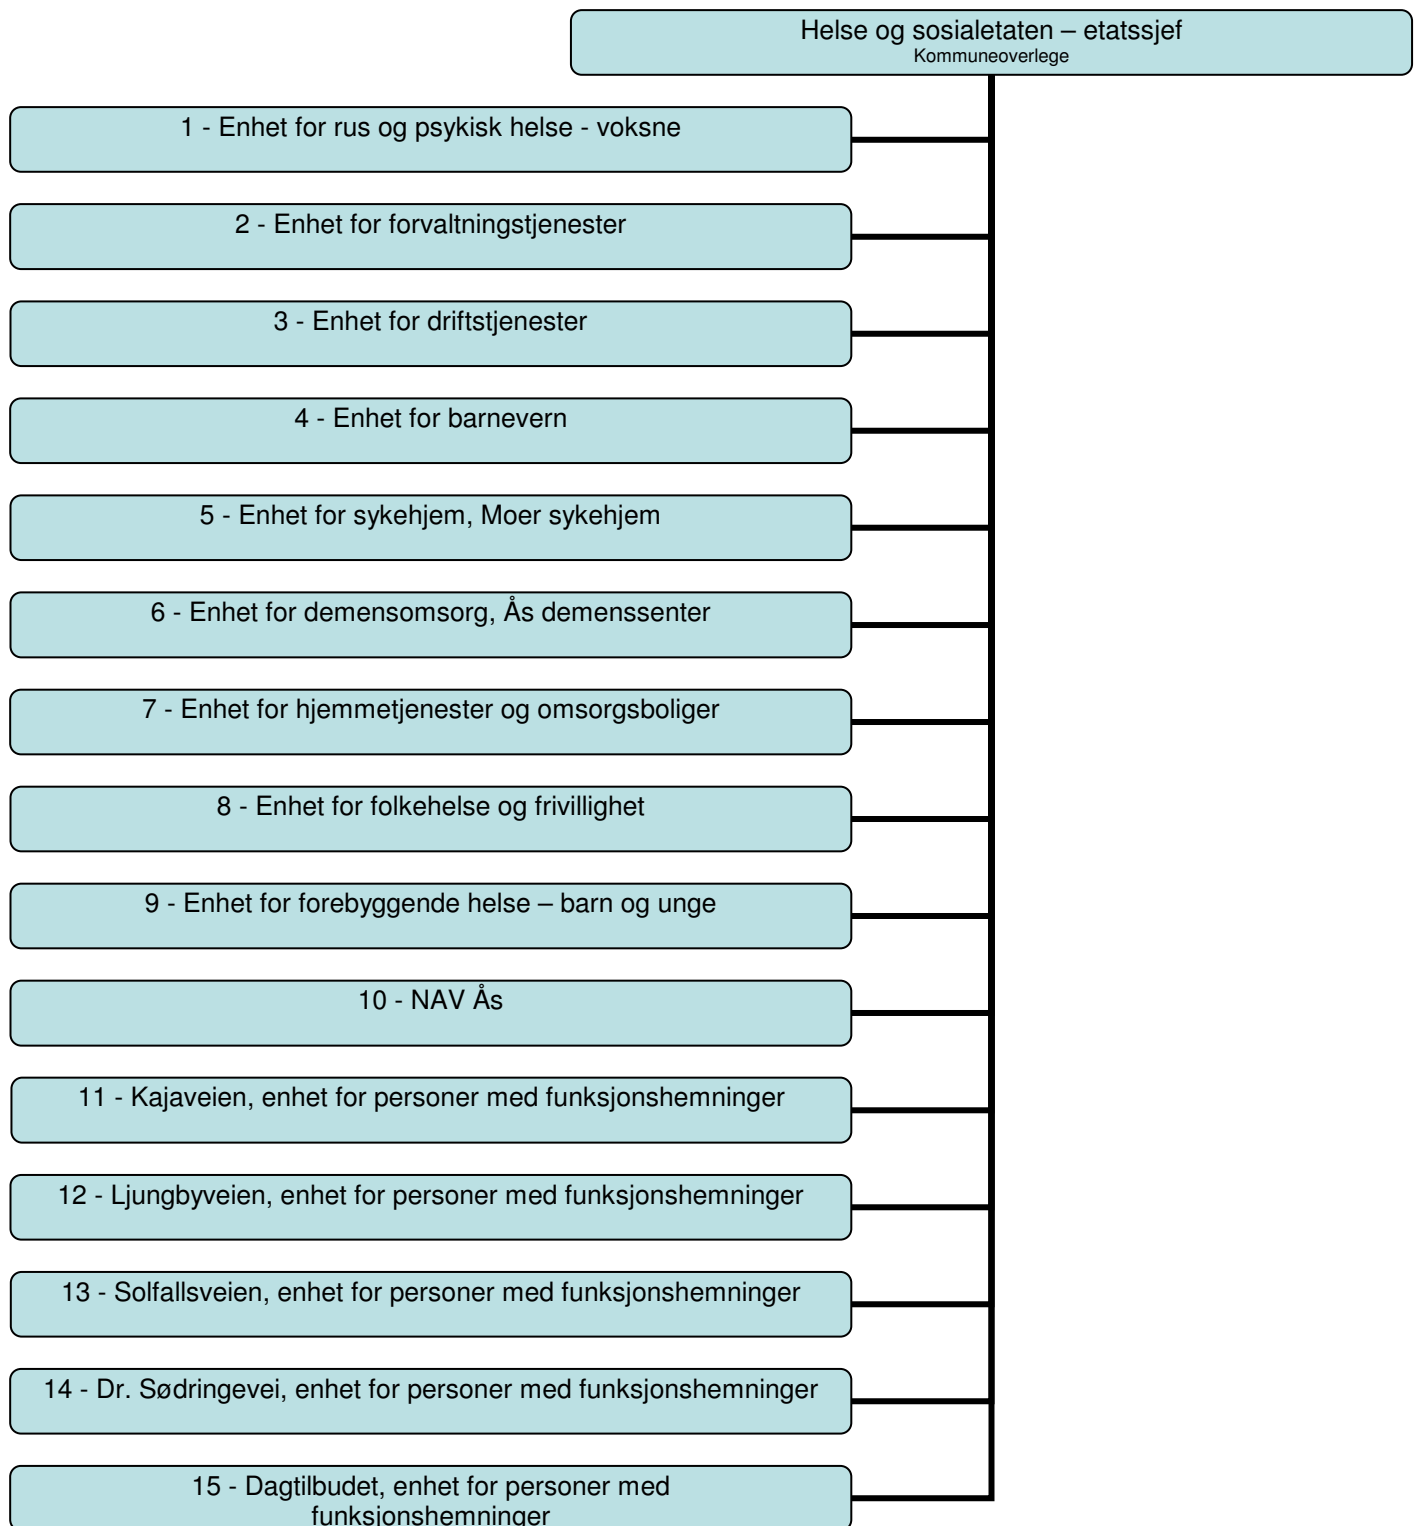 Helse og sosialetaten – etatssjef
Kommuneoverlege
1 - Enhet for rus og psykisk helse - voksne
2 - Enhet for forvaltningstjenester
3 - Enhet for driftstjenester
4 - Enhet for barnevern
5 - Enhet for sykehjem, Moer sykehjem
6 - Enhet for demensomsorg, Ås demenssenter
7 - Enhet for hjemmetjenester og omsorgsboliger
8 - Enhet for folkehelse og frivillighet
9 - Enhet for forebyggende helse – barn og unge
10 - NAV Ås
11 - Kajaveien, enhet for personer med funksjonshemninger
12 - Ljungbyveien, enhet for personer med funksjonshemninger
13 - Solfallsveien, enhet for personer med funksjonshemninger
14 - Dr. Sødringevei, enhet for personer med funksjonshemninger
15 - Dagtilbudet, enhet for personer med
funksjonshemninger